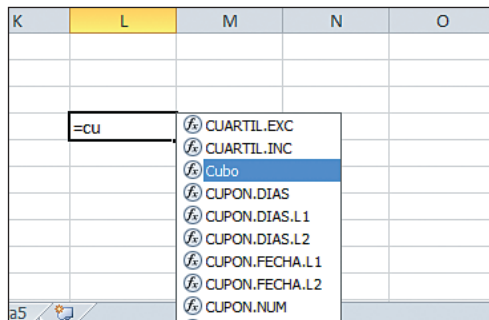 K L M N O
=cu
CUARTIL.EXC
CUARTIL.INC
Cubo
CUPON.DIAS
CUPON.DIAS.L1
CUPON.DIAS.L2
CUPON.FECHA.L1
CUPON.FECHA.L2
CUPON.NUM
a5